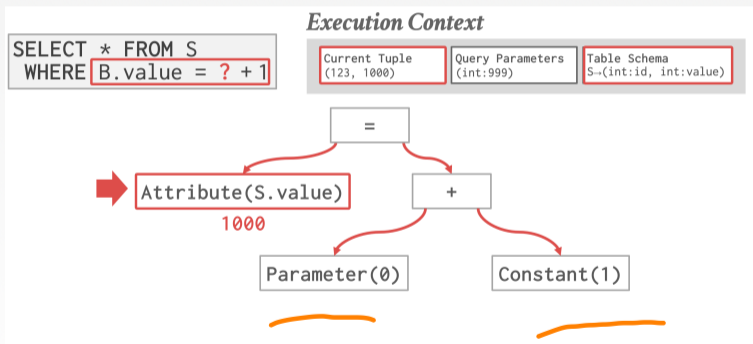 Execution Context
SELECT * FROM S
WHERE B.value = ? + 1
Current Tuple
(123, 1000)
Query Parameters
(int:999)
Table Schema
S→(int:id, int:value)
=
Attribute(S.value)
+
1000
Parameter(0)
Constant(1)